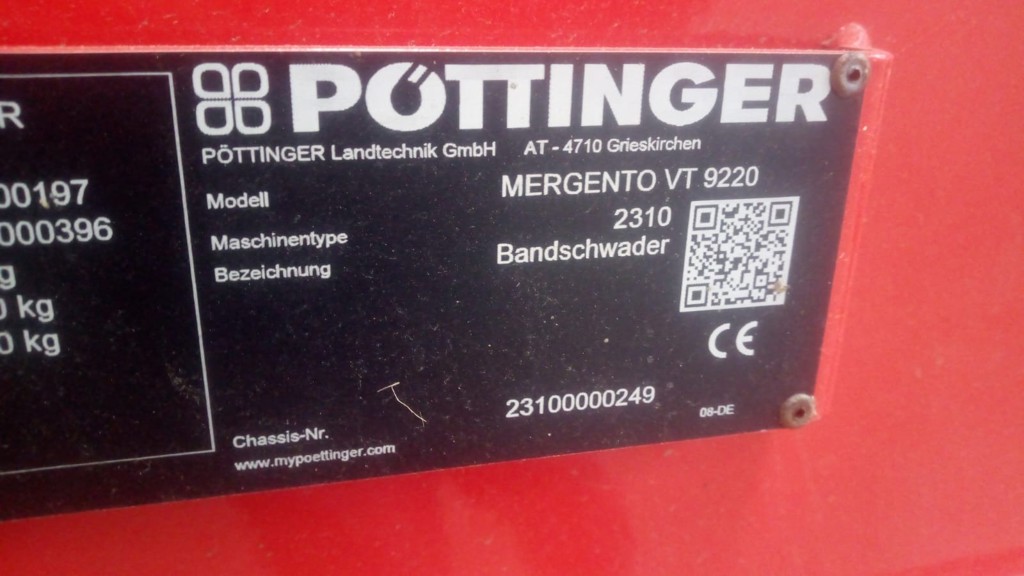 R
00197
000396
g
0 kg
0 kg
PÖTTINGER
PÖTTINGER Landtechnik GmbH AT - 4710 Grieskirchen
Modell MERGENTO VT 9220
Maschinentype 2310
Bezeichnung Bandschwader
CE
Chassis-Nr. 23100000249 08-DE
www.mypoettinger.com